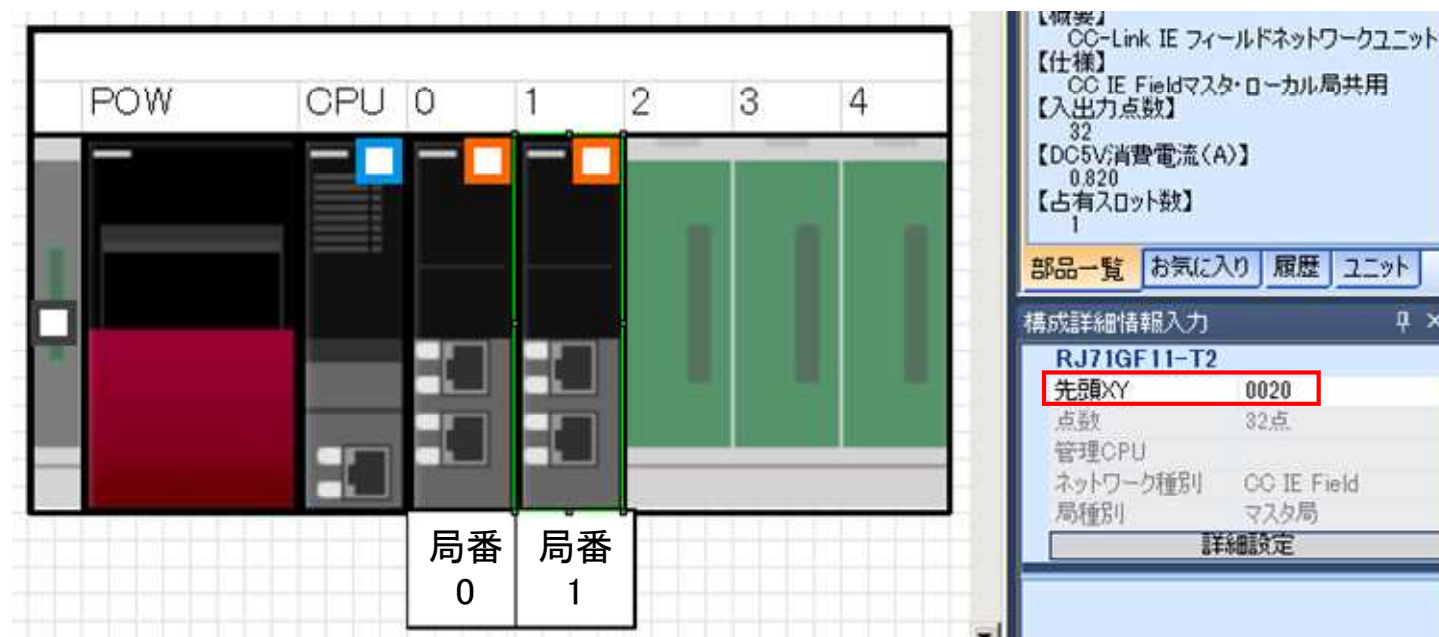 POW CPU 0 1 2 3 4
局番 局番
0 1
【概要】
CC-Link IE フィールドネットワークユニット
【仕様】
CC IE Fieldマスタ・ローカル局共用
【入出力点数】
32
【DC5V消費電流(A)】
0.820
【占有スロット数】
1
部品一覧 お気に入り 履歴 ユニット
構成詳細情報入力
RJ71GF11-T2
先頭XY 0020
点数 32点
管理CPU
ネットワーク種別 CC IE Field
局種別 マスタ局
詳細設定